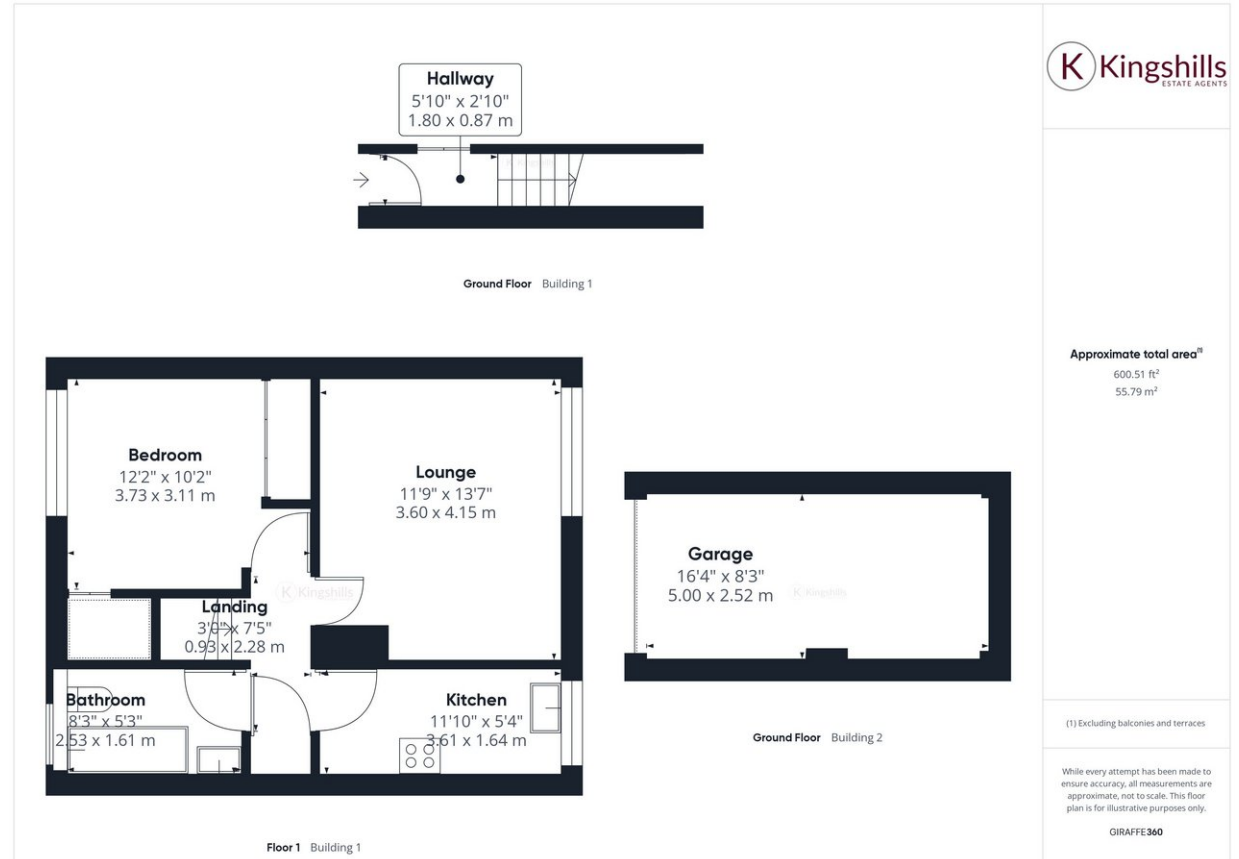 Hallway
5'10" x 2'10"
1.80 x 0.87 m
Ground Floor Building 1
Bedroom
12'2" x 10'2"
3.73 x 3.11 m
Lounge
11'9" x 13'7"
3.60 x 4.15 m
K Kingshills
Landing
3'0" x 7'5"
0.93 x 2.28 m
Bathroom
8'3" x 5'3"
2.53 x 1.61 m
Kitchen
11'10" x 5'4"
3.61 x 1.64 m
Floor 1 Building 1
Garage
16'4" x 8'3"
5.00 x 2.52 m
K Kingshills
Ground Floor Building 2
K Kingshills
ESTATE AGENTS
Approximate total area(1)
600.51 ft²
55.79 m²
(1) Excluding balconies and terraces
While every attempt has been made to
ensure accuracy, all measurements are
approximate, not to scale. This floor
plan is for illustrative purposes only.
GIRAFFE360